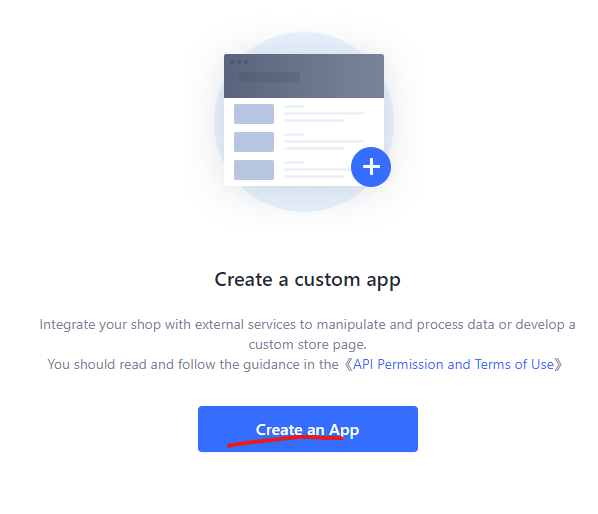 Create a custom app
Integrate your shop with external services to manipulate and process data or develop a
custom store page.
You should read and follow the guidance in the《API Permission and Terms of Use》
Create an App